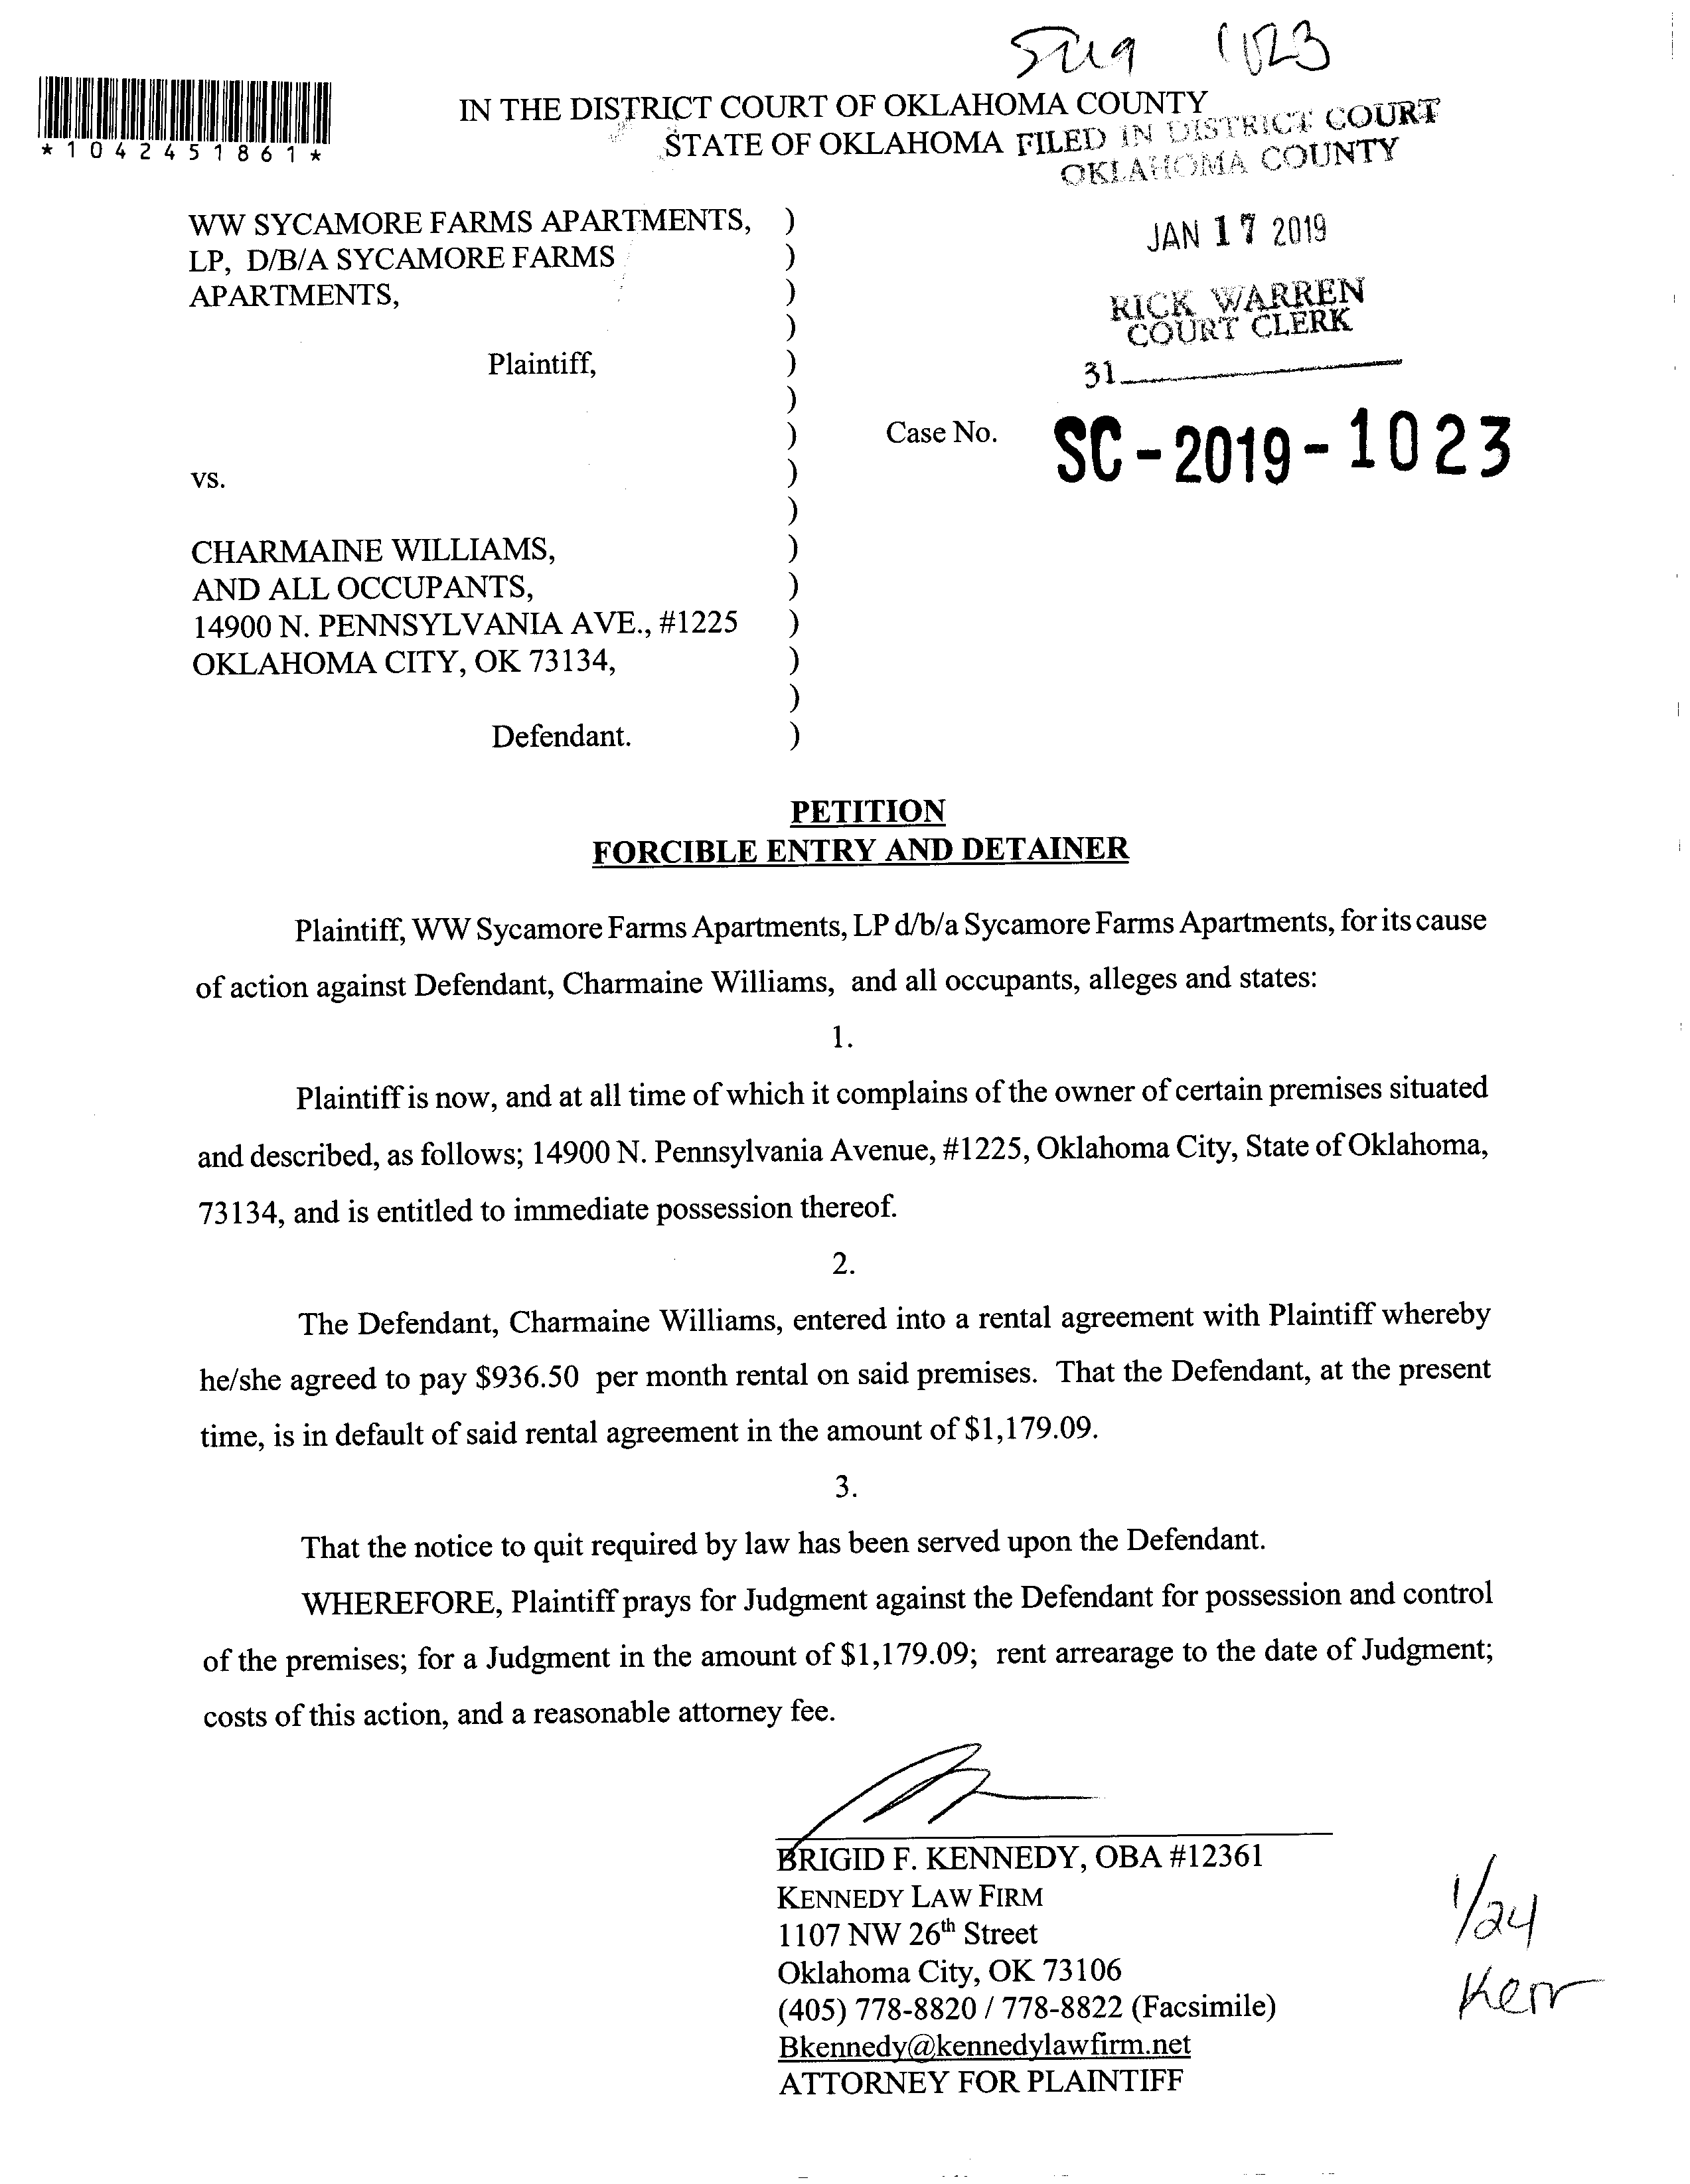 1023
*1042451861*
IN THE DISTRICT COURT OF OKLAHOMA COUNTY
STATE OF OKLAHOMA
FILED IN DISTRICT COURT
OKLAHOMA COUNTY
JAN 17 2019
RICK WARREN
COURT CLERK
31
WW SYCAMORE FARMS APARTMENTS, )
LP, D/B/A SYCAMORE FARMS )
APARTMENTS, )
)
Plaintiff, )
)
) Case No. SC-2019-1023
vs. )
)
CHARMAINE WILLIAMS, )
AND ALL OCCUPANTS, )
14900 N. PENNSYLVANIA AVE., #1225 )
OKLAHOMA CITY, OK 73134, )
)
Defendant. )
PETITION
FORCIBLE ENTRY AND DETAINER
Plaintiff, WW Sycamore Farms Apartments, LP d/b/a Sycamore Farms Apartments, for its cause
of action against Defendant, Charmaine Williams, and all occupants, alleges and states:
1.
Plaintiff is now, and at all time of which it complains of the owner of certain premises situated
and described, as follows; 14900 N. Pennsylvania Avenue, #1225, Oklahoma City, State of Oklahoma,
73134, and is entitled to immediate possession thereof.
2.
The Defendant, Charmaine Williams, entered into a rental agreement with Plaintiff whereby
he/she agreed to pay $936.50 per month rental on said premises. That the Defendant, at the present
time, is in default of said rental agreement in the amount of $1,179.09.
3.
That the notice to quit required by law has been served upon the Defendant.
WHEREFORE, Plaintiff prays for Judgment against the Defendant for possession and control
of the premises; for a Judgment in the amount of $1,179.09; rent arrearage to the date of Judgment;
costs of this action, and a reasonable attorney fee.
BRIGID F. KENNEDY, OBA #12361
KENNEDY LAW FIRM
1107 NW 26th Street
Oklahoma City, OK 73106
(405) 778-8820 / 778-8822 (Facsimile)
Bkennedy@kennedylawfirm.net
ATTORNEY FOR PLAINTIFF
1/24
Kerr